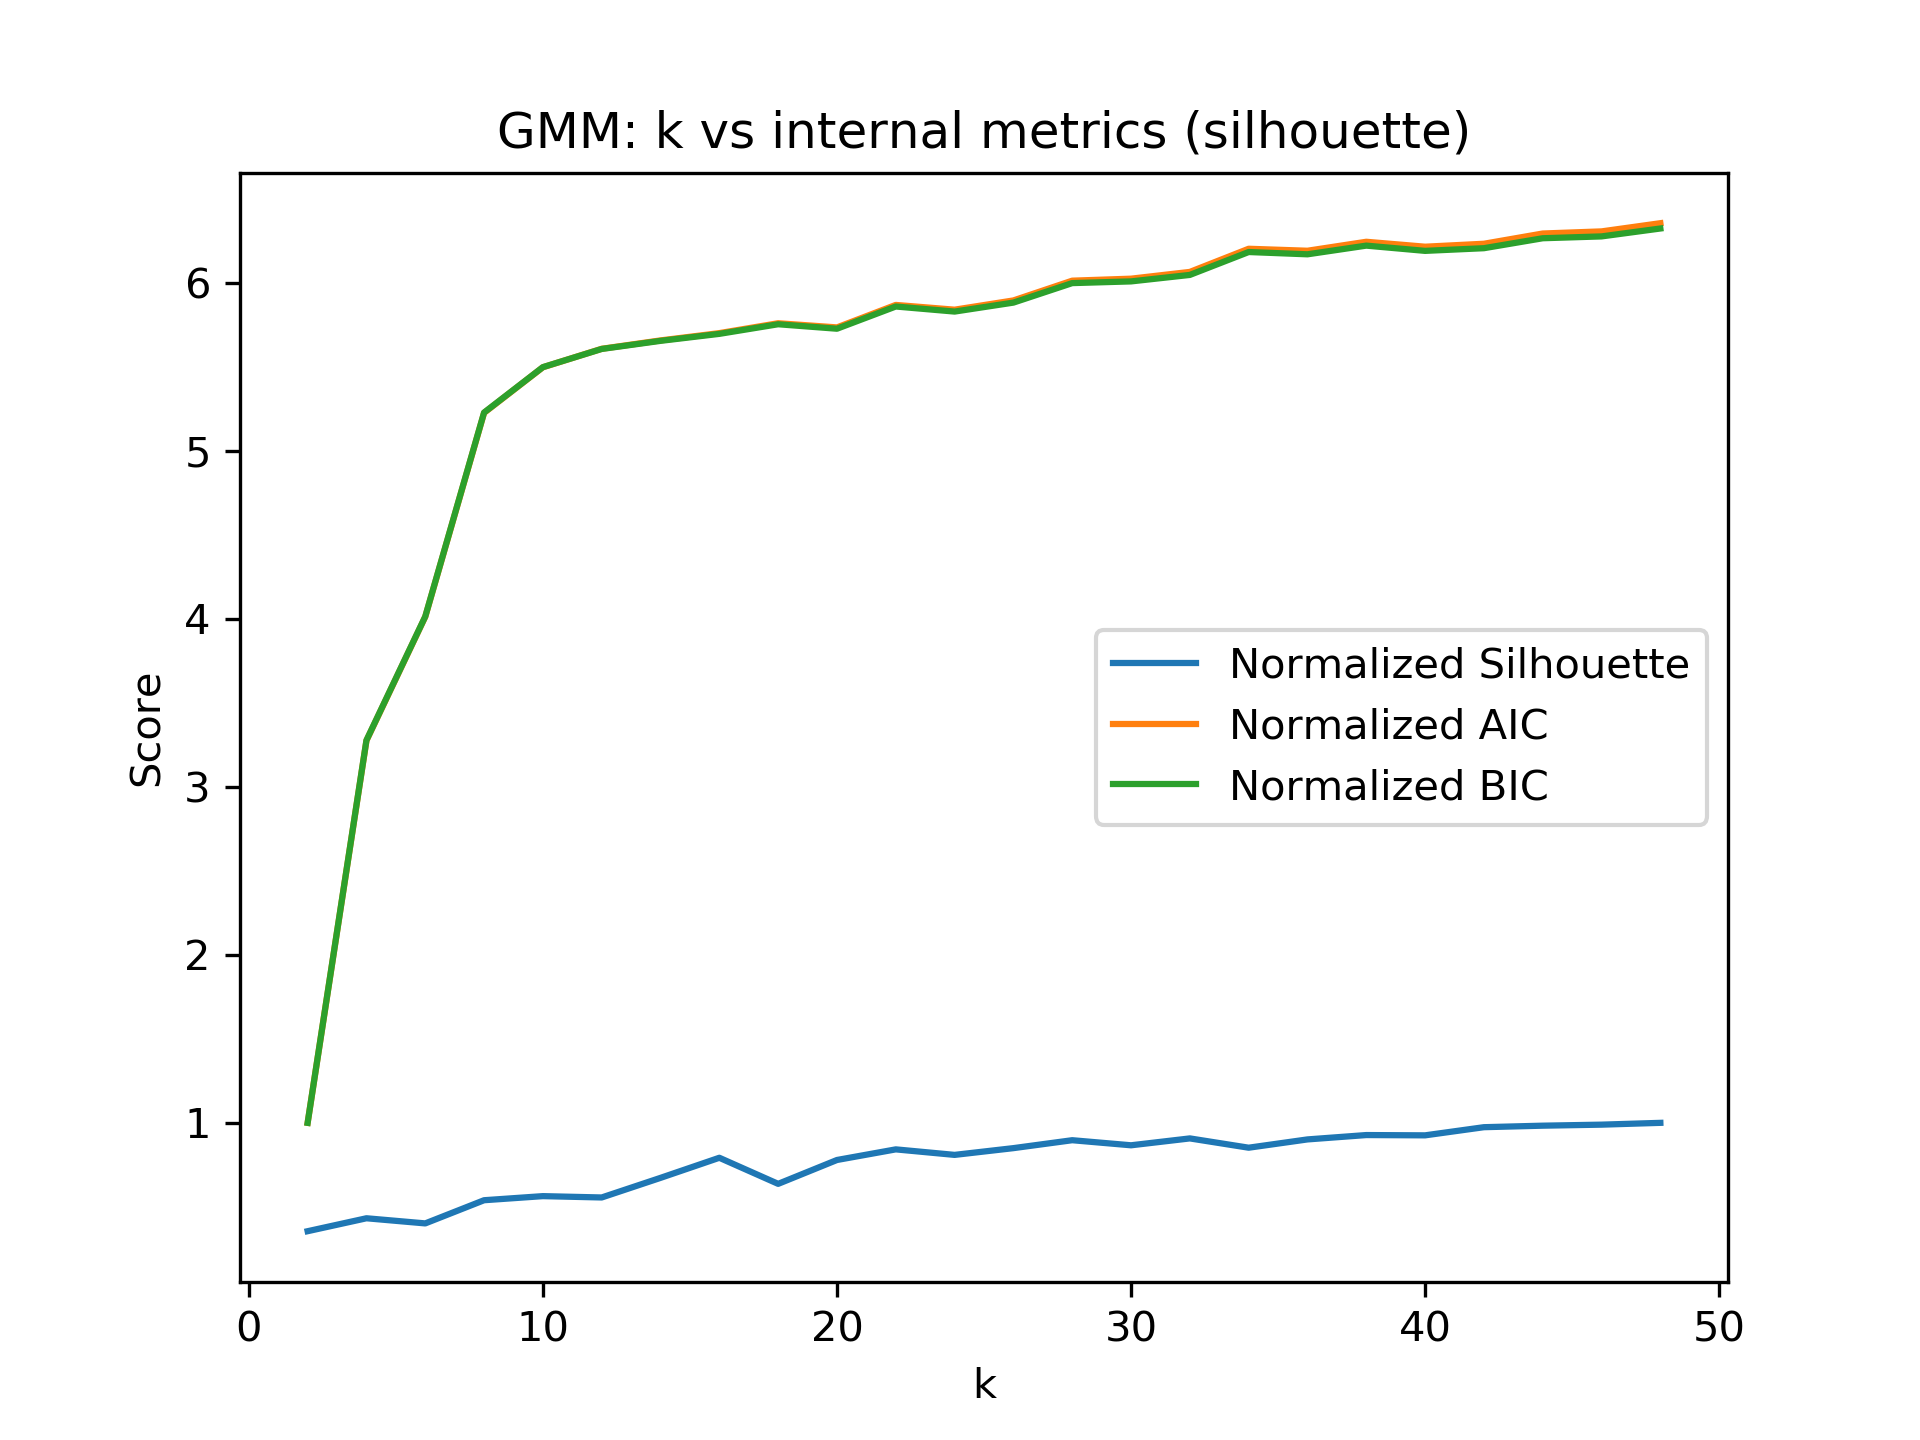 GMM: k vs internal metrics (silhouette)
6
5
4
3
2
1
Score
Normalized Silhouette
Normalized AIC
Normalized BIC
0 10 20 30 40 50
k